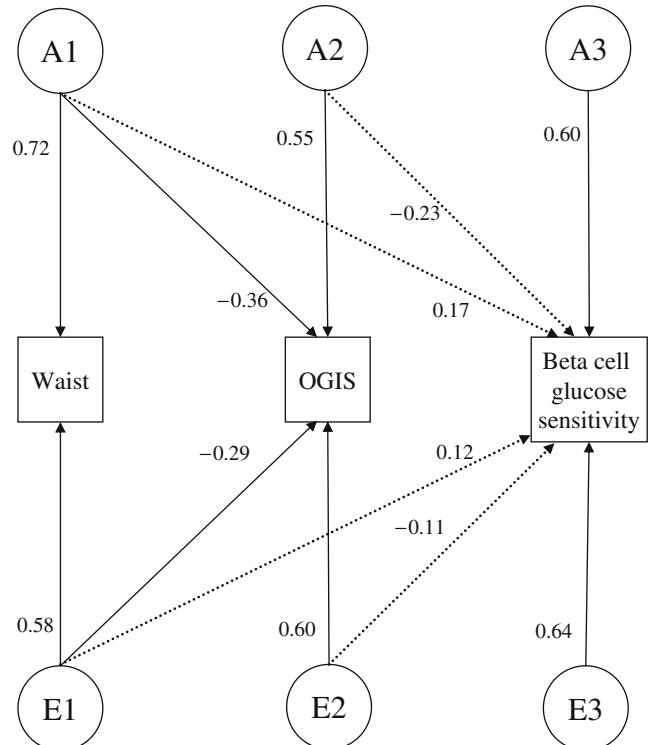 A1
A2
A3
0.72
0.55
0.60
−0.23
−0.36
0.17
Waist
OGIS
Beta cell
glucose
sensitivity
−0.29
0.12
−0.11
0.58
0.60
0.64
E1
E2
E3